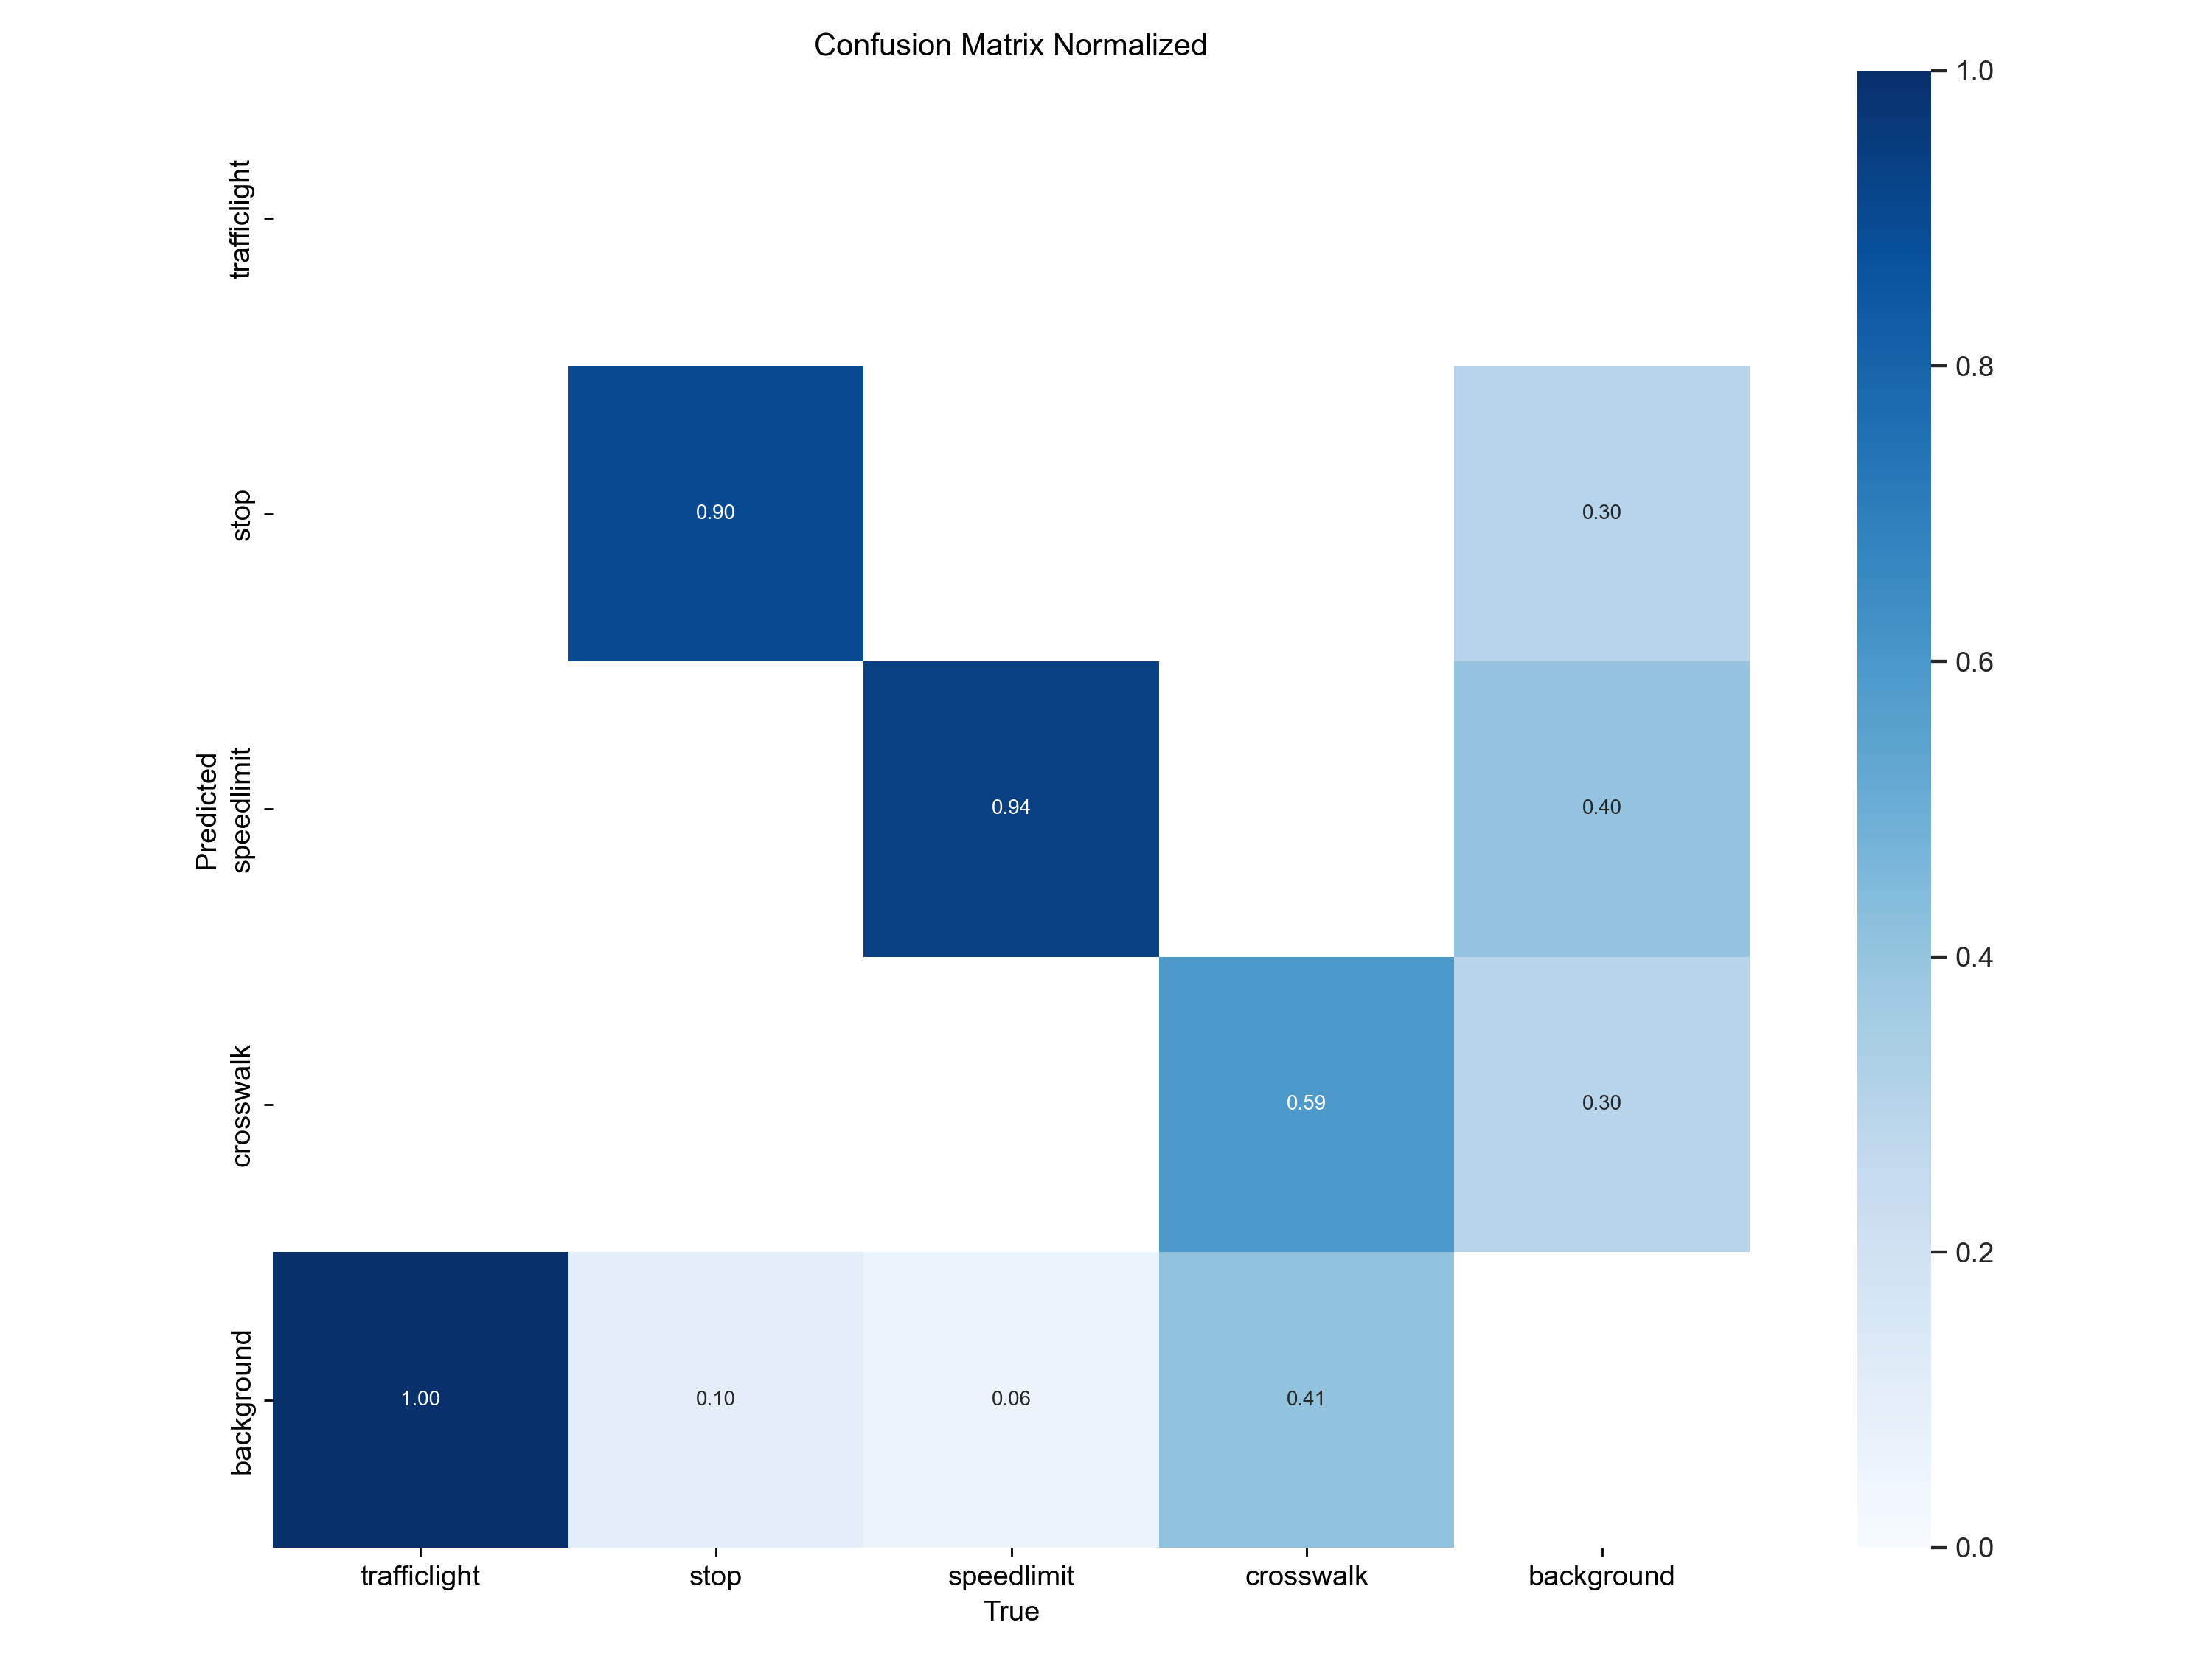 Confusion Matrix Normalized
trafficlight
stop
speedlimit
crosswalk
background
Predicted
0.90
0.30
0.94
0.40
0.59
0.30
1.00
0.10
0.06
0.41
trafficlight
stop
speedlimit
crosswalk
background
True
1.0
0.8
0.6
0.4
0.2
0.0